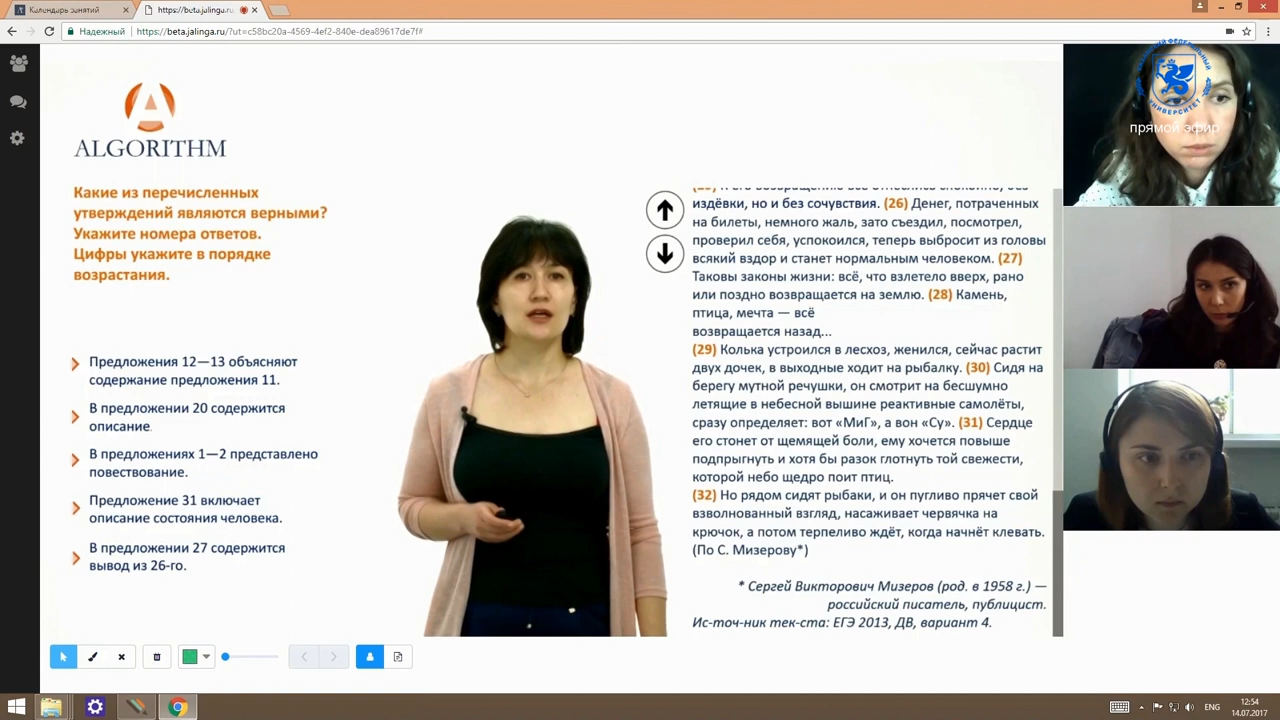 Календарь занятий
https://beta.jalinga.ru
Надежный
https://beta.jalinga.ru/?ut=c58bc20a-4569-4ef2-840e-dea89617de7f#
ALGORITHM
Какие из перечисленных
утверждений являются верными?
Укажите номера ответов.
Цифры укажите в порядке
возрастания.
Предложения 12—13 объясняют
содержание предложения 11.
В предложении 20 содержится
описание
В предложениях 1—2 представлено
повествование.
Предложение 31 включает
описание состояния человека.
В предложении 27 содержится
вывод из 26-го.
издёвки, но и без сочувствия. (26) Денег, потраченных
на билеты, немного жаль, зато съездил, посмотрел,
проверил себя, успокоился, теперь выбросит из головы
всякий вздор и станет нормальным человеком. (27)
Таковы законы жизни: всё, что взлетело вверх, рано
или поздно возвращается на землю. (28) Камень,
птица, мечта — всё
возвращается назад...
(29) Колька устроился в лесхоз, женился, сейчас растит
двух дочек, в выходные ходит на рыбалку. (30) Сидя на
берегу мутной речушки, он смотрит на бесшумно
летящие в небесной вышине реактивные самолёты,
сразу определяет: вот «МиГ», а вон «Су». (31) Сердце
его стонет от щемящей боли, ему хочется повыше
подпрыгнуть и хотя бы разок глотнуть той свежести,
которой небо щедро поит птиц.
(32) Но рядом сидят рыбаки, и он пугливо прячет свой
взволнованный взгляд, насаживает червячка на
крючок, а потом терпеливо ждёт, когда начнёт клевать.
(По С. Мизерову*)
* Сергей Викторович Мизеров (род. в 1958 г.) —
российский писатель, публицист.
Ис-точ-ник тек-ста: ЕГЭ 2013, ДВ, вариант 4.
ФЕДЕРАЛЬНЫЙ
УНИВЕРСИТЕТ
прямой эфир
ENG
12:54
14.07.2017